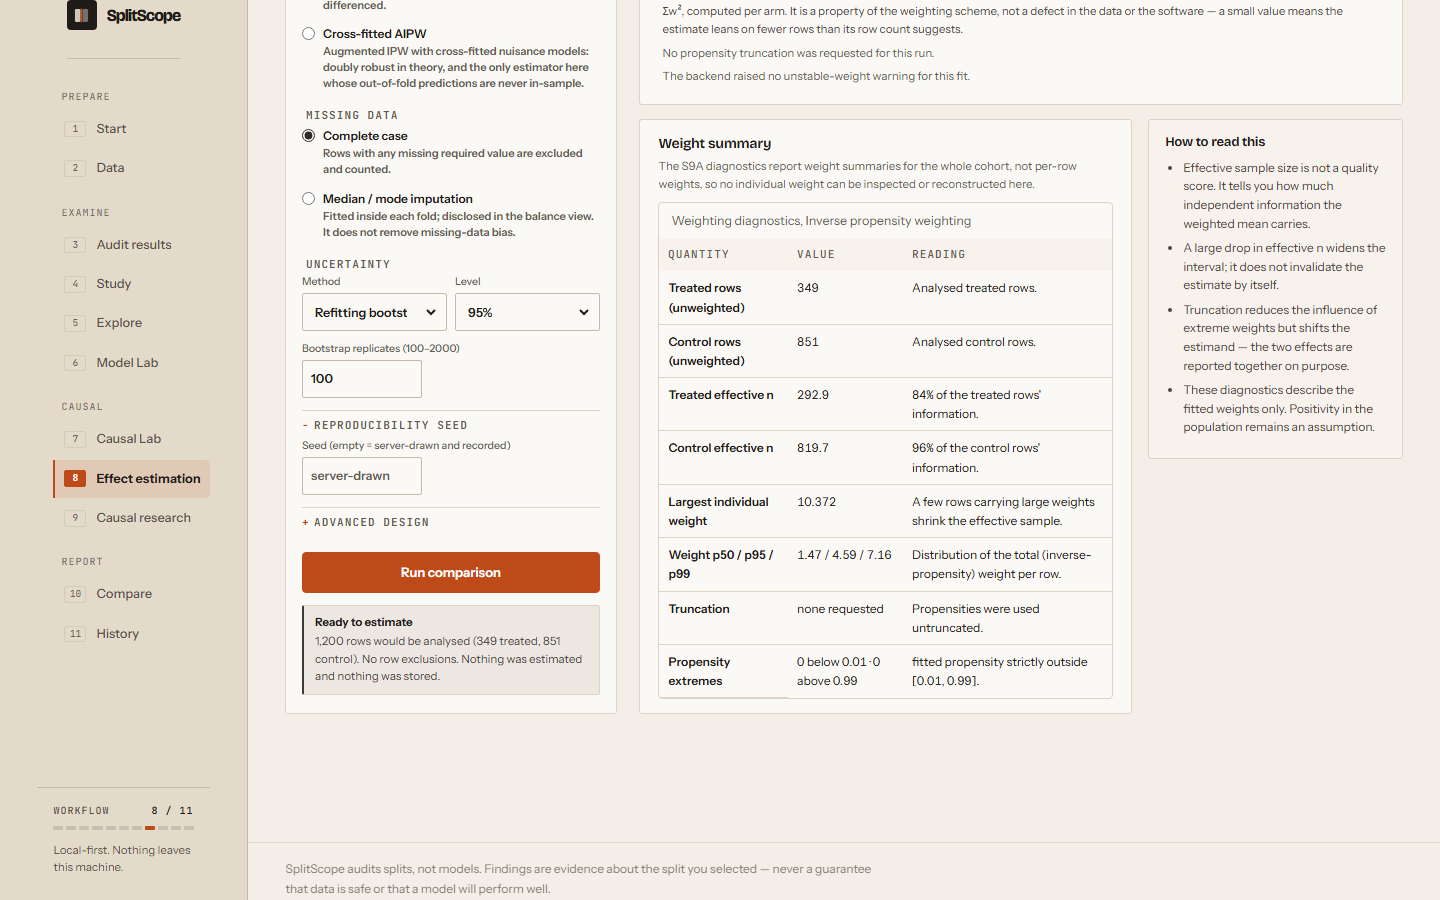 SplitScope
PREPARE
1 Start
2 Data
EXAMINE
3 Audit results
4 Study
5 Explore
6 Model Lab
CAUSAL
7 Causal Lab
8 Effect estimation
9 Causal research
REPORT
10 Compare
11 History
WORKFLOW 8 / 11
Local-first. Nothing leaves
this machine.
differenced.
Cross-fitted AIPW
Augmented IPW with cross-fitted nuisance models:
doubly robust in theory, and the only estimator here
whose out-of-fold predictions are never in-sample.
MISSING DATA
Complete case
Rows with any missing required value are excluded
and counted.
Median / mode imputation
Fitted inside each fold; disclosed in the balance view.
It does not remove missing-data bias.
UNCERTAINTY
Method Level
Refitting bootst 95%
Bootstrap replicates (100–2000)
100
- REPRODUCIBILITY SEED
Seed (empty = server-drawn and recorded)
server-drawn
+ ADVANCED DESIGN
Run comparison
Ready to estimate
1,200 rows would be analysed (349 treated, 851
control). No row exclusions. Nothing was estimated
and nothing was stored.
Σw², computed per arm. It is a property of the weighting scheme, not a defect in the data or the software — a small value means the
estimate leans on fewer rows than its row count suggests.
No propensity truncation was requested for this run.
The backend raised no unstable-weight warning for this fit.
Weight summary
The S9A diagnostics report weight summaries for the whole cohort, not per-row
weights, so no individual weight can be inspected or reconstructed here.
Weighting diagnostics, Inverse propensity weighting
QUANTITY VALUE READING
Treated rows 349 Analysed treated rows.
(unweighted)
Control rows 851 Analysed control rows.
(unweighted)
Treated effective n 292.9 84% of the treated rows'
information.
Control effective n 819.7 96% of the control rows'
information.
Largest individual 10.372 A few rows carrying large weights
weight shrink the effective sample.
Weight p50 / p95 / 1.47 / 4.59 / 7.16 Distribution of the total (inverse-
p99 propensity) weight per row.
Truncation none requested Propensities were used
untruncated.
Propensity 0 below 0.01 · 0 fitted propensity strictly outside
extremes above 0.99 [0.01, 0.99].
How to read this
• Effective sample size is not a quality
score. It tells you how much
independent information the
weighted mean carries.
• A large drop in effective n widens the
interval; it does not invalidate the
estimate by itself.
• Truncation reduces the influence of
extreme weights but shifts the
estimand — the two effects are
reported together on purpose.
• These diagnostics describe the
fitted weights only. Positivity in the
population remains an assumption.
SplitScope audits splits, not models. Findings are evidence about the split you selected — never a guarantee
that data is safe or that a model will perform well.